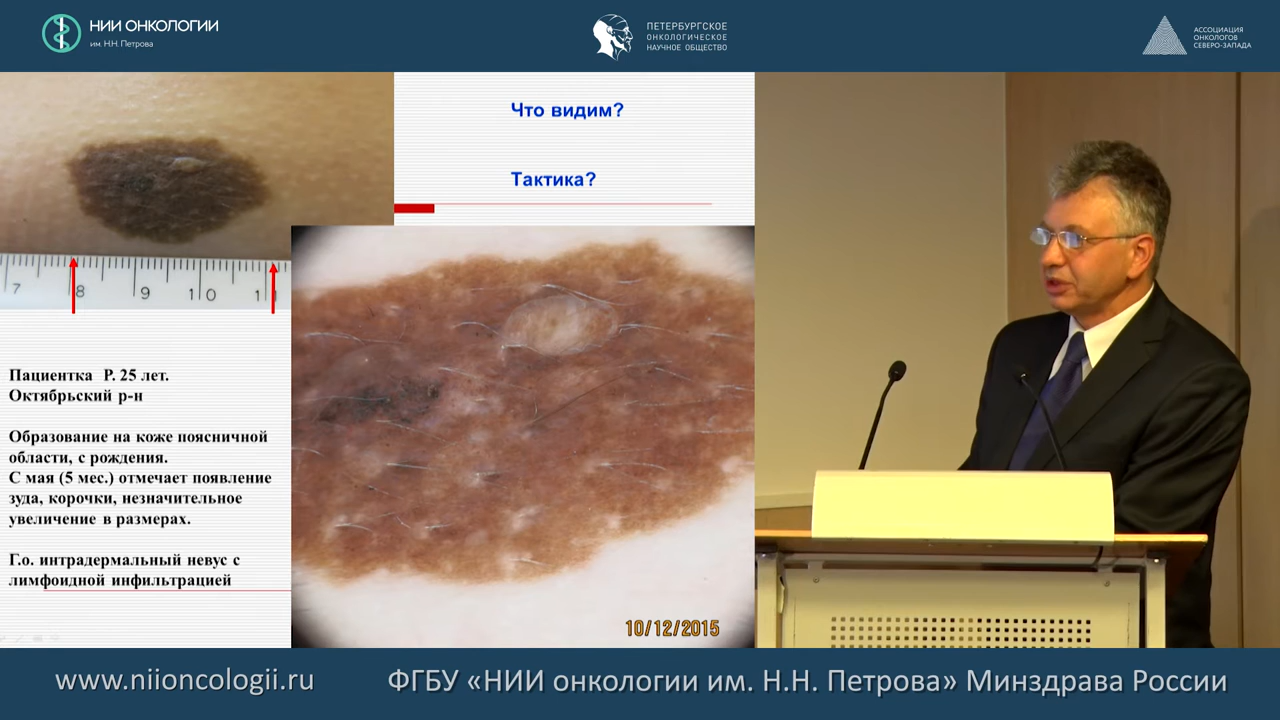 НИИ ОНКОЛОГИИ
им. Н.Н. Петрова
ПЕТЕРБУРГСКОЕ
ОНКОЛОГИЧЕСКОЕ
НАУЧНОЕ ОБЩЕСТВО
АССОЦИАЦИЯ
ОНКОЛОГОВ
СЕВЕРО-ЗАПАДА
Что видим?
Тактика?
7 8 9 10 11
Пациентка Р. 25 лет.
Октябрьский р-н
Образование на коже поясничной
области, с рождения.
С мая (5 мес.) отмечает появление
зуда, корочки, незначительное
увеличение в размерах.
Г.о. интрадермальный невус с
лимфоидной инфильтрацией
10/12/2015
www.niioncologii.ru
ФГБУ «НИИ онкологии им. Н.Н. Петрова» Минздрава России